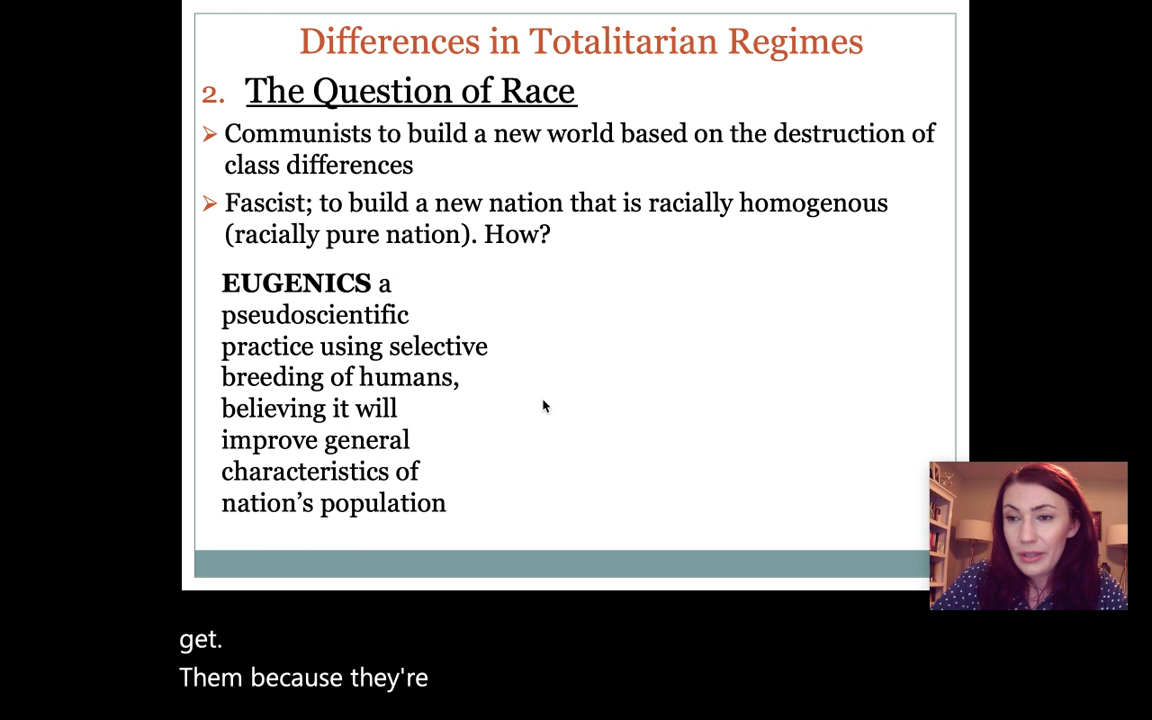 Differences in Totalitarian Regimes
2. The Question of Race
➢ Communists to build a new world based on the destruction of
class differences
➢ Fascist; to build a new nation that is racially homogenous
(racially pure nation). How?
EUGENICS a
pseudoscientific
practice using selective
breeding of humans,
believing it will
improve general
characteristics of
nation’s population
get.
Them because they're